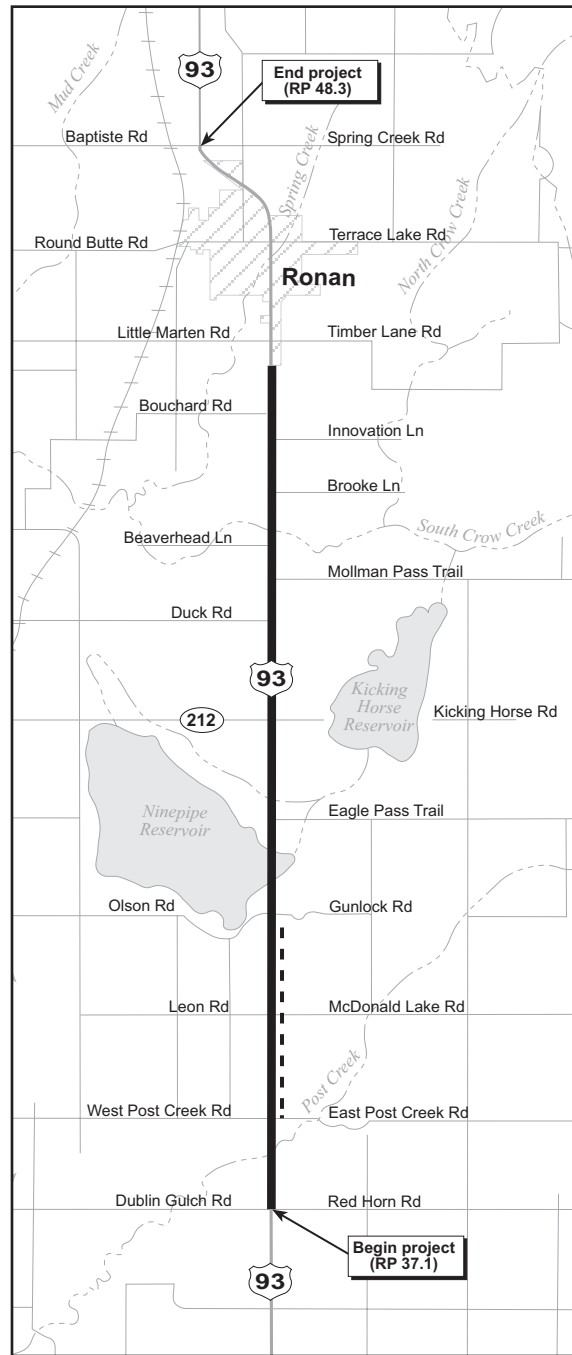 93
End project
(RP 48.3)
Mud Creek
Baptiste Rd
Spring Creek Rd
Spring Creek
North Crow Creek
Round Butte Rd
Terrace Lake Rd
Ronan
Little Marten Rd
Timber Lane Rd
Bouchard Rd
Innovation Ln
Brooke Ln
South Crow Creek
Beaverhead Ln
Mollman Pass Trail
Duck Rd
93
Kicking
Horse
Reservoir
212
Kicking Horse Rd
Ninepipe
Reservoir
Eagle Pass Trail
Olson Rd
Gunlock Rd
Leon Rd
McDonald Lake Rd
Post Creek
West Post Creek Rd
East Post Creek Rd
Dublin Gulch Rd
Red Horn Rd
Begin project
(RP 37.1)
93